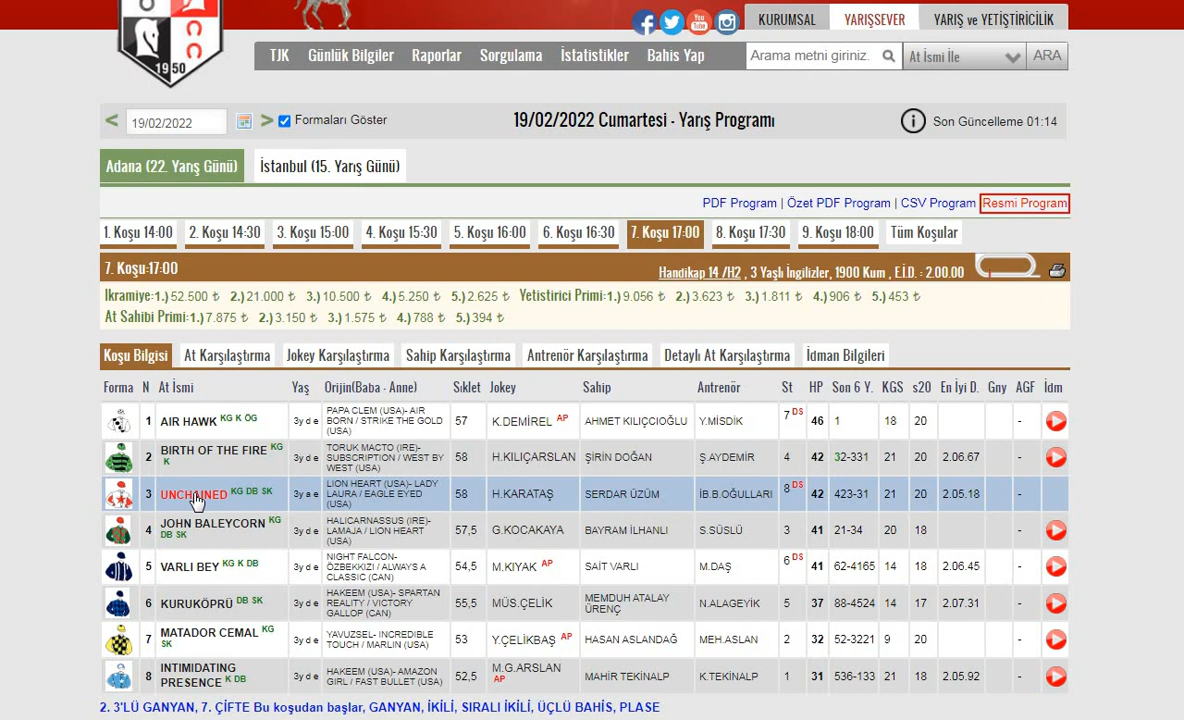 C C
1950
KURUMSAL YARIŞSEVER YARIŞ ve YETİŞTİRİCİLİK
TJK Günlük Bilgiler Raporlar Sorgulama İstatistikler Bahis Yap Arama metni giriniz. At İsmi İle ARA
< 19/02/2022 > Formaları Göster 19/02/2022 Cumartesi - Yarış Programı Son Güncelleme 01:14
Adana (22. Yarış Günü) İstanbul (15. Yarış Günü)
PDF Program | Özet PDF Program | CSV Program Resmi Program
1. Koşu 14:00 2. Koşu 14:30 3. Koşu 15:00 4. Koşu 15:30 5. Koşu 16:00 6. Koşu 16:30 7. Koşu 17:00 8. Koşu 17:30 9. Koşu 18:00 Tüm Koşular
7. Koşu:17:00 Handikap 14 /H2 , 3 Yaşlı İngilizler, 1900 Kum , E.İ.D. : 2.00.00
Ikramiye:1.) 52.500 ₺ 2.) 21.000 ₺ 3.) 10.500 ₺ 4.) 5.250 ₺ 5.) 2.625 ₺ Yetistirici Primi:1.) 9.056 ₺ 2.) 3.623 ₺ 3.) 1.811 ₺ 4.) 906 ₺ 5.) 453 ₺
At Sahibi Primi:1.) 7.875 ₺ 2.) 3.150 ₺ 3.) 1.575 ₺ 4.) 788 ₺ 5.) 394 ₺
Koşu Bilgisi At Karşılaştırma Jokey Karşılaştırma Sahip Karşılaştırma Antrenör Karşılaştırma Detaylı At Karşılaştırma İdman Bilgileri
Forma N At İsmi Yaş Orijin(Baba - Anne) Sıklet Jokey Sahip Antrenör St HP Son 6 Y. KGS s20 En İyi D. Gny AGF İdm
1 AIR HAWK KG K ÖG 3y d e PAPA CLEM (USA)- AIR BORN / STRIKE THE GOLD (USA) 57 K.DEMİREL AP AHMET KILIÇCIOĞLU Y.MİSDİK 7 DS 46 1 18 20 -
2 BIRTH OF THE FIRE KG K 3y d e TORUK MACTO (IRE)- SUBSCRIPTION / WEST BY WEST (USA) 58 H.KILIÇARSLAN ŞİRİN DOĞAN Ş.AYDEMİR 4 42 32-331 21 20 2.06.67 -
3 UNCHAINED KG DB SK 3y a e LION HEART (USA)- LADY LAURA / EAGLE EYED (USA) 58 H.KARATAŞ SERDAR ÜZÜM İB.B.OĞULLARI 8 DS 42 423-31 21 20 2.05.18 -
4 JOHN BALEYCORN KG DB SK 3y d e HALICARNASSUS (IRE)- LAMAJA / LION HEART (USA) 57,5 G.KOCAKAYA BAYRAM İLHANLI S.SÜSLÜ 3 41 21-34 20 18 -
5 VARLI BEY KG K DB 3y d e NIGHT FALCON- ÖZBEKKIZI / ALWAYS A CLASSIC (CAN) 54,5 M.KIYAK AP SAİT VARLI M.DAŞ 6 DS 41 62-4165 14 18 2.06.45 -
6 KURUKÖPRÜ DB SK 3y d e HAKEEM (USA)- SPARTAN REALITY / VICTORY GALLOP (CAN) 55,5 MÜS.ÇELİK MEMDUH ATALAY ÜRENÇ N.ALAGEYİK 5 37 88-4524 14 17 2.07.31 -
7 MATADOR CEMAL KG SK 3y d e YAVUZSEL- INCREDIBLE TOUCH / MARLIN (USA) 53 Y.ÇELİKBAŞ AP HASAN ASLANDAĞ MEH.ASLAN 2 32 52-3221 9 20 -
8 INTIMIDATING PRESENCE K DB 3y d e HAKEEM (USA)- AMAZON GIRL / FAST BULLET (USA) 53,5 M.G.ARSLAN AP MAHİR TEKİNALP K.TEKİNALP 1 31 536-133 21 18 2.05.92 -
2. 3'LÜ GANYAN, 7. ÇİFTE Bu koşudan başlar, GANYAN, İKİLİ, SIRALI İKİLİ, ÜÇLÜ BAHİS, PLASE